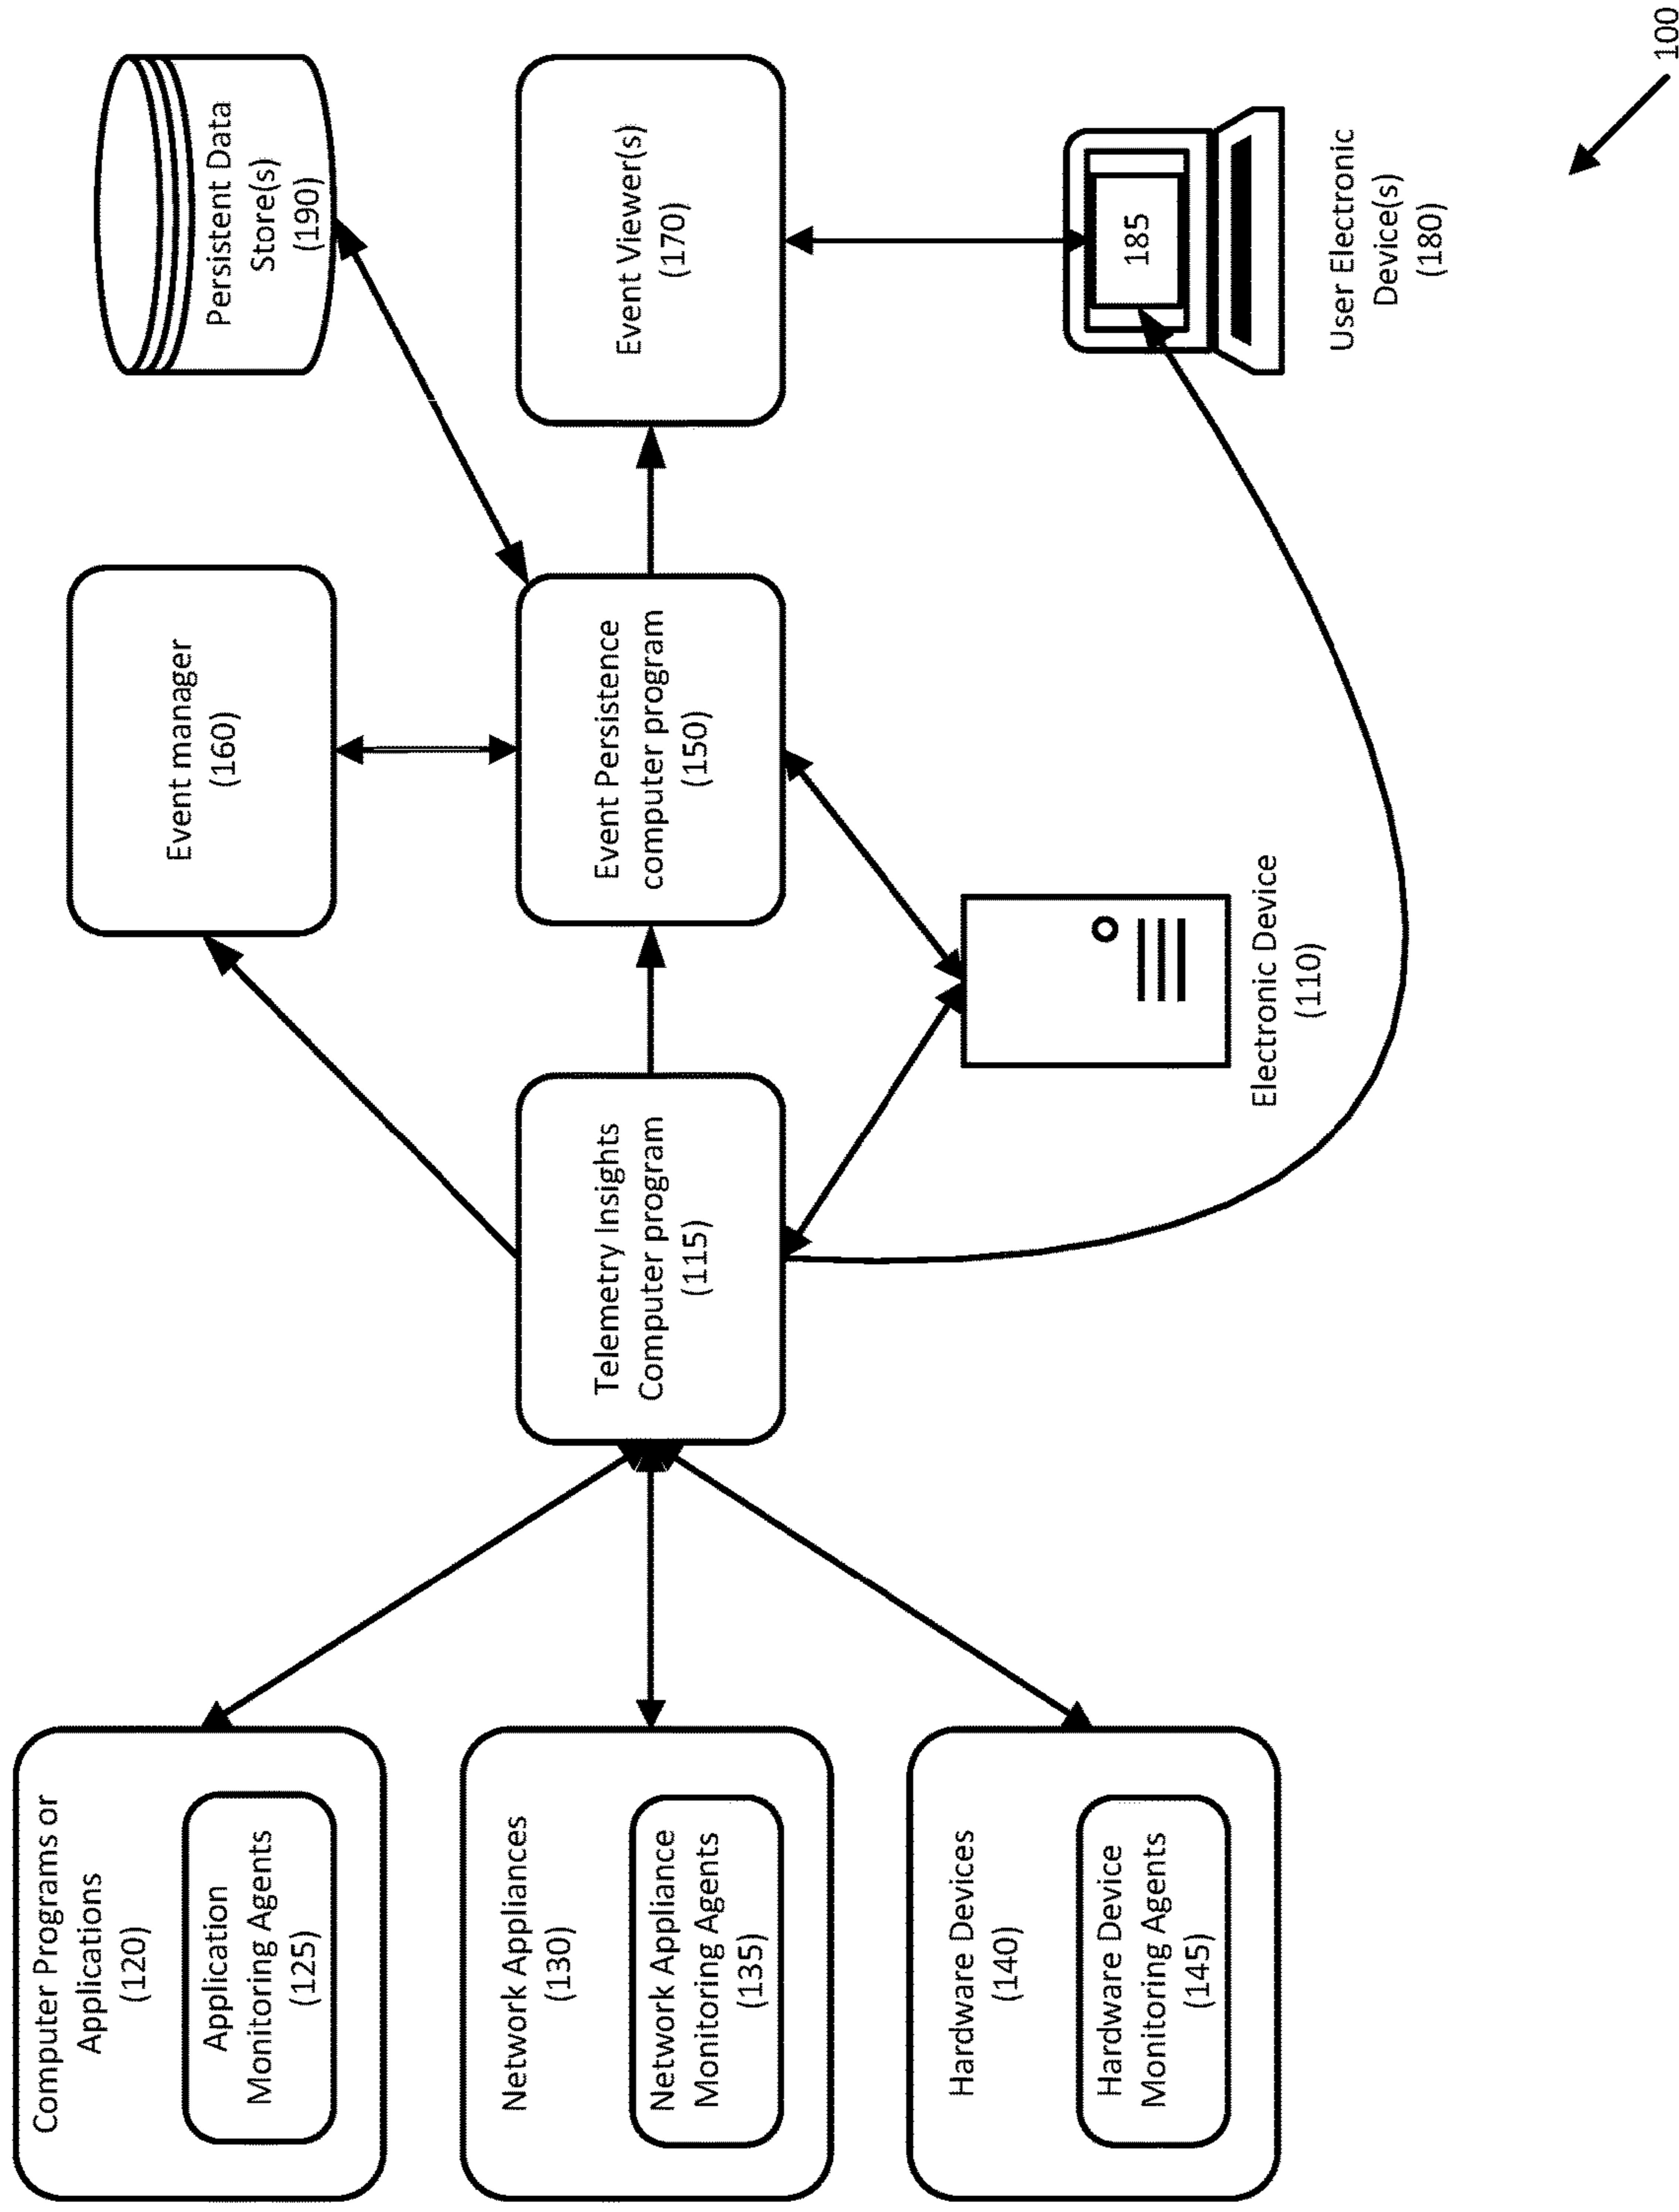 Computer Programs or
Applications
(120)
Application
Monitoring Agents
(125)
Network Appliances
(130)
Network Appliance
Monitoring Agents
(135)
Hardware Devices
(140)
Hardware Device
Monitoring Agents
(145)
Telemetry Insights
Computer program
(115)
Event manager
(160)
Event Persistence
computer program
(150)
Electronic Device
(110)
Persistent Data
Store(s)
(190)
Event Viewer(s)
(170)
185
User Electronic
Device(s)
(180)
100